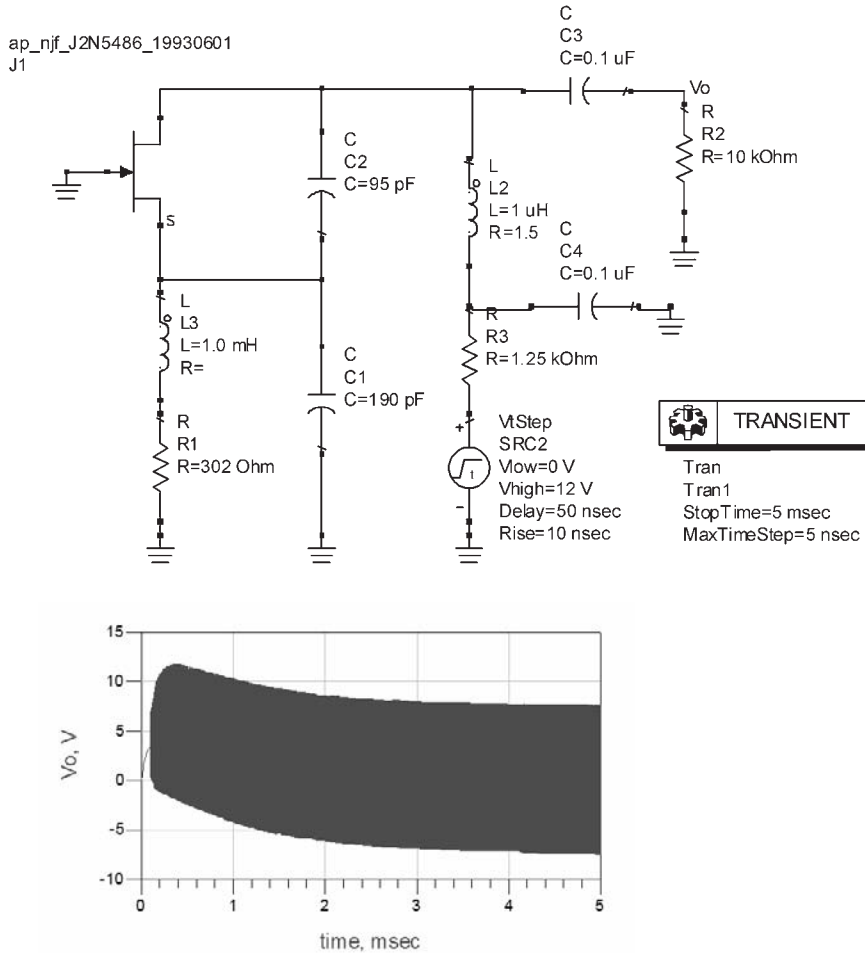 ap_njf_J2N5486_19930601
J1
S
C
C2
C=95 pF
L
L3
L=1.0 mH
R=
R
R1
R=302 Ohm
C
C1
C=190 pF
L
L2
L=1 uH
R=1.5
C
C3
C=0.1 uF
Vo
R
R2
R=10 kOhm
C
C4
C=0.1 uF
R
R3
R=1.25 kOhm
+
t
–
VtStep
SRC2
Vlow=0 V
Vhigh=12 V
Delay=50 nsec
Rise=10 nsec
TRANSIENT
Tran
Tran1
StopTime=5 msec
MaxTimeStep=5 nsec
Vo, V
15
10
5
0
-5
-10
0 1 2 3 4 5
time, msec